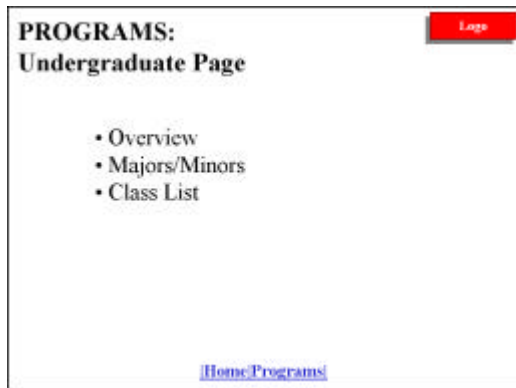 PROGRAMS:
Undergraduate Page
Logo
• Overview
• Majors/Minors
• Class List
|Home|Programs|